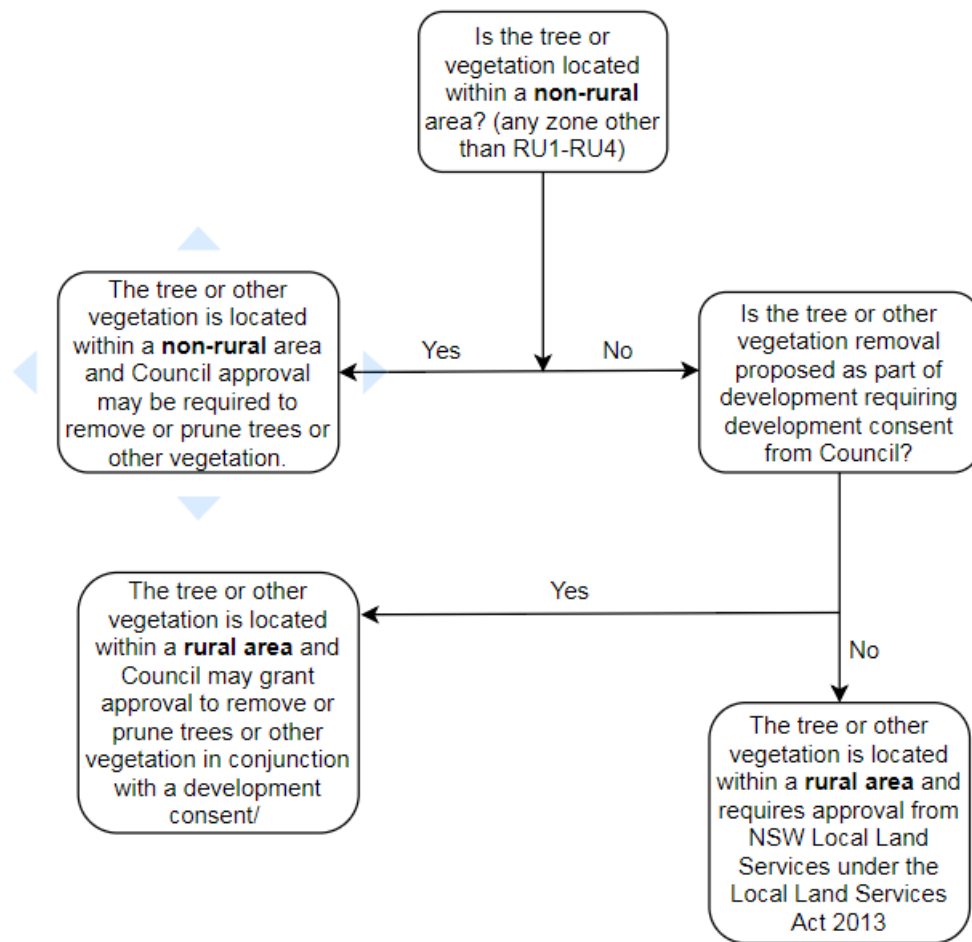 Is the tree or
vegetation located
within a non-rural
area? (any zone other
than RU1-RU4)
The tree or other
vegetation is located
within a non-rural area
and Council approval
may be required to
remove or prune trees or
other vegetation.
Yes
No
Is the tree or other
vegetation removal
proposed as part of
development requiring
development consent
from Council?
The tree or other
vegetation is located
within a rural area and
Council may grant
approval to remove or
prune trees or other
vegetation in conjunction
with a development
consent/
Yes
No
The tree or other
vegetation is located
within a rural area and
requires approval from
NSW Local Land
Services under the
Local Land Services
Act 2013